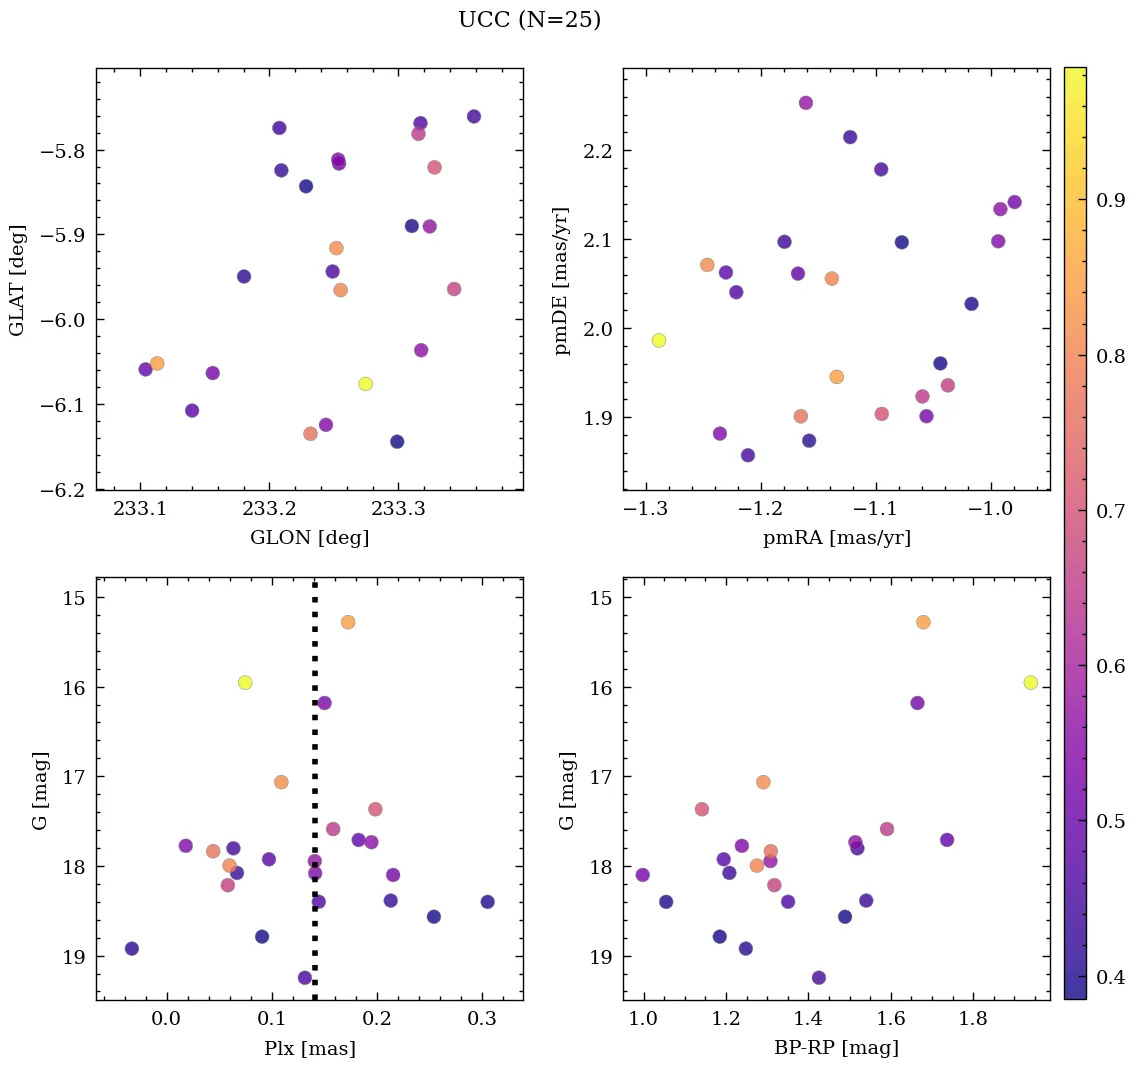 UCC (N=25)
−5.8
−5.9
−6.0
−6.1
−6.2
GLAT [deg]
233.1 233.2 233.3
GLON [deg]
2.2
2.1
2.0
1.9
pmDE [mas/yr]
−1.3 −1.2 −1.1 −1.0
pmRA [mas/yr]
15
16
17
18
19
G [mag]
0.0 0.1 0.2 0.3
Plx [mas]
15
16
17
18
19
G [mag]
1.0 1.2 1.4 1.6 1.8
BP-RP [mag]
0.9
0.8
0.7
0.6
0.5
0.4